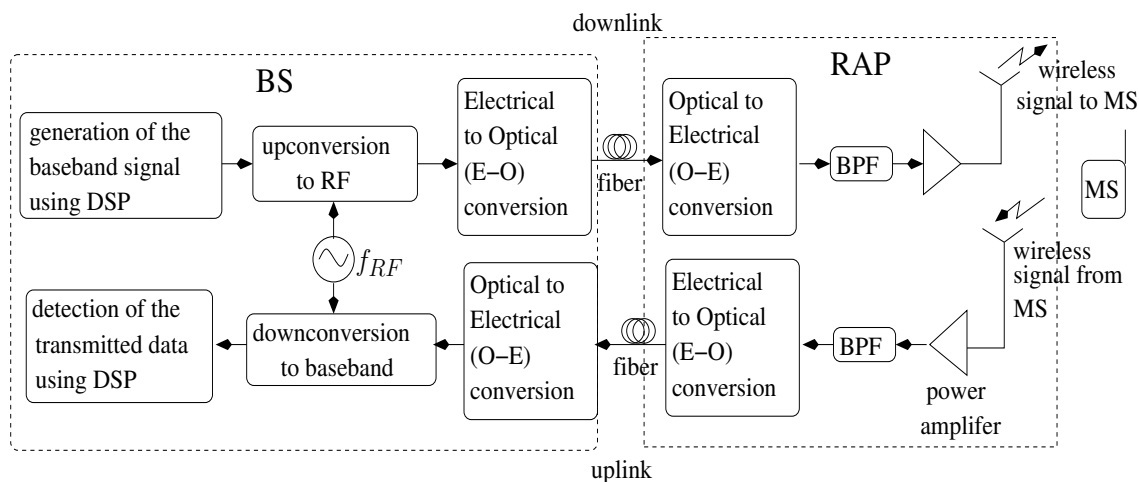 downlink
BS
RAP
generation of the
baseband signal
using DSP
upconversion
to RF
Electrical
to Optical
(E−O)
conversion
fiber
Optical to
Electrical
(O−E)
conversion
BPF
wireless
signal to MS
MS
f_{RF}
detection of the
transmitted data
using DSP
downconversion
to baseband
Optical to
Electrical
(O−E)
conversion
fiber
Electrical
to Optical
(E−O)
conversion
BPF
power
amplifer
wireless
signal from
MS
uplink